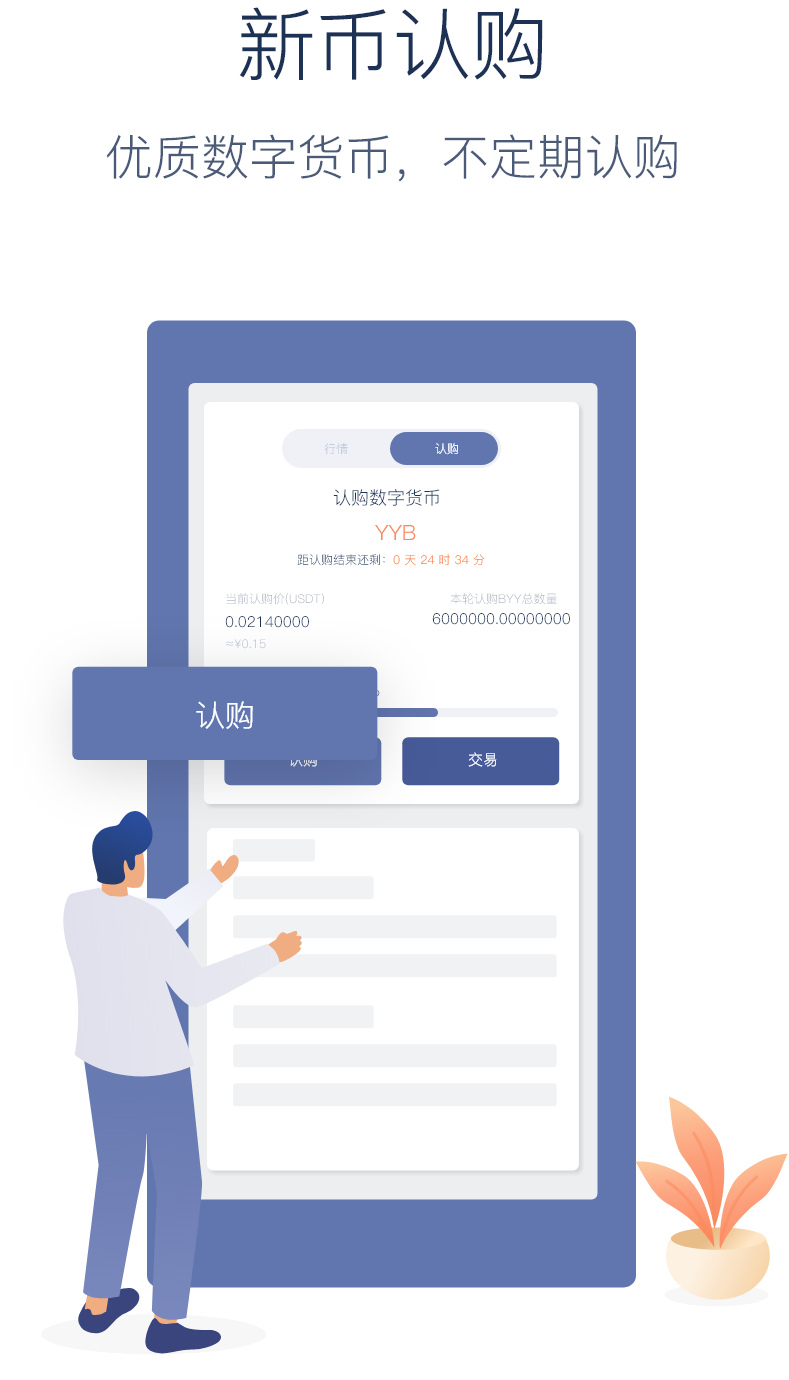 新币认购
优质数字货币，不定期认购
行情
认购
认购数字货币
YYB
距认购结束还剩：0 天 24 时 34 分
当前认购价(USDT)
本轮认购BYY总数量
0.02140000
6000000.00000000
≈¥0.15
认购
认购
交易